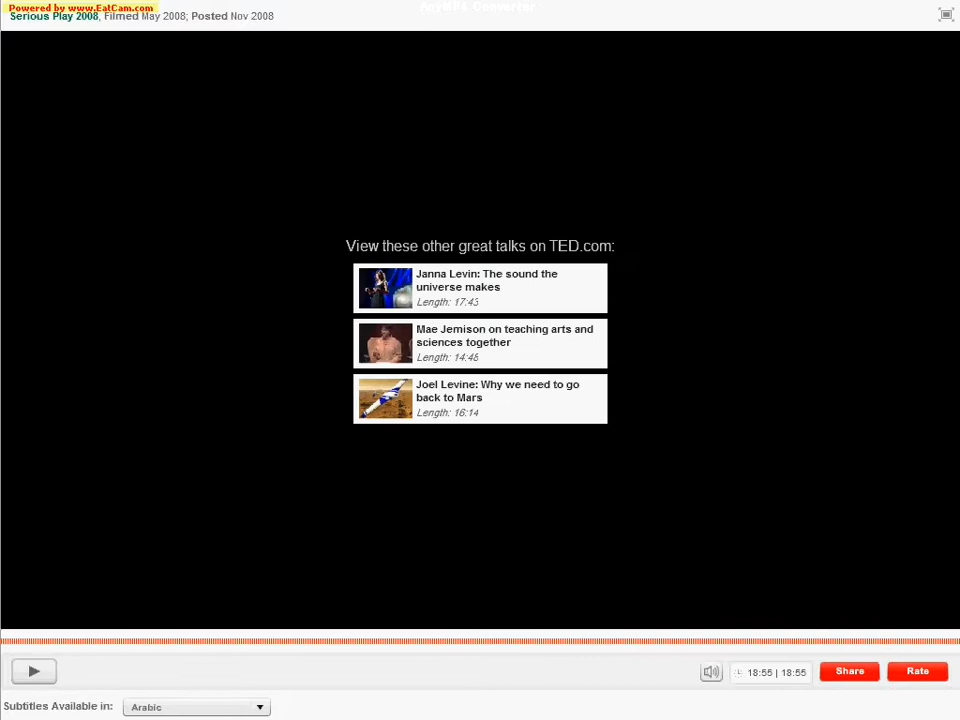 Powered by www.EatCam.com
AnyMP4 Converter
Serious Play 2008, Filmed May 2008; Posted Nov 2008
View these other great talks on TED.com:
Janna Levin: The sound the
universe makes
Length: 17:43
Mae Jemison on teaching arts and
sciences together
Length: 14:48
Joel Levine: Why we need to go
back to Mars
Length: 16:14
18:55 | 18:55
Share
Rate
Subtitles Available in:
Arabic